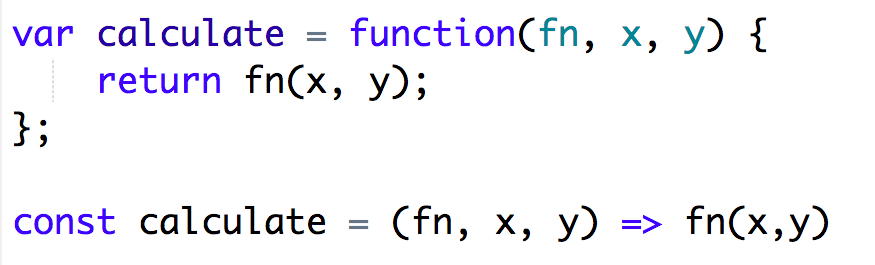 var calculate = function(fn, x, y) {
    return fn(x, y);
};
const calculate = (fn, x, y) => fn(x,y)